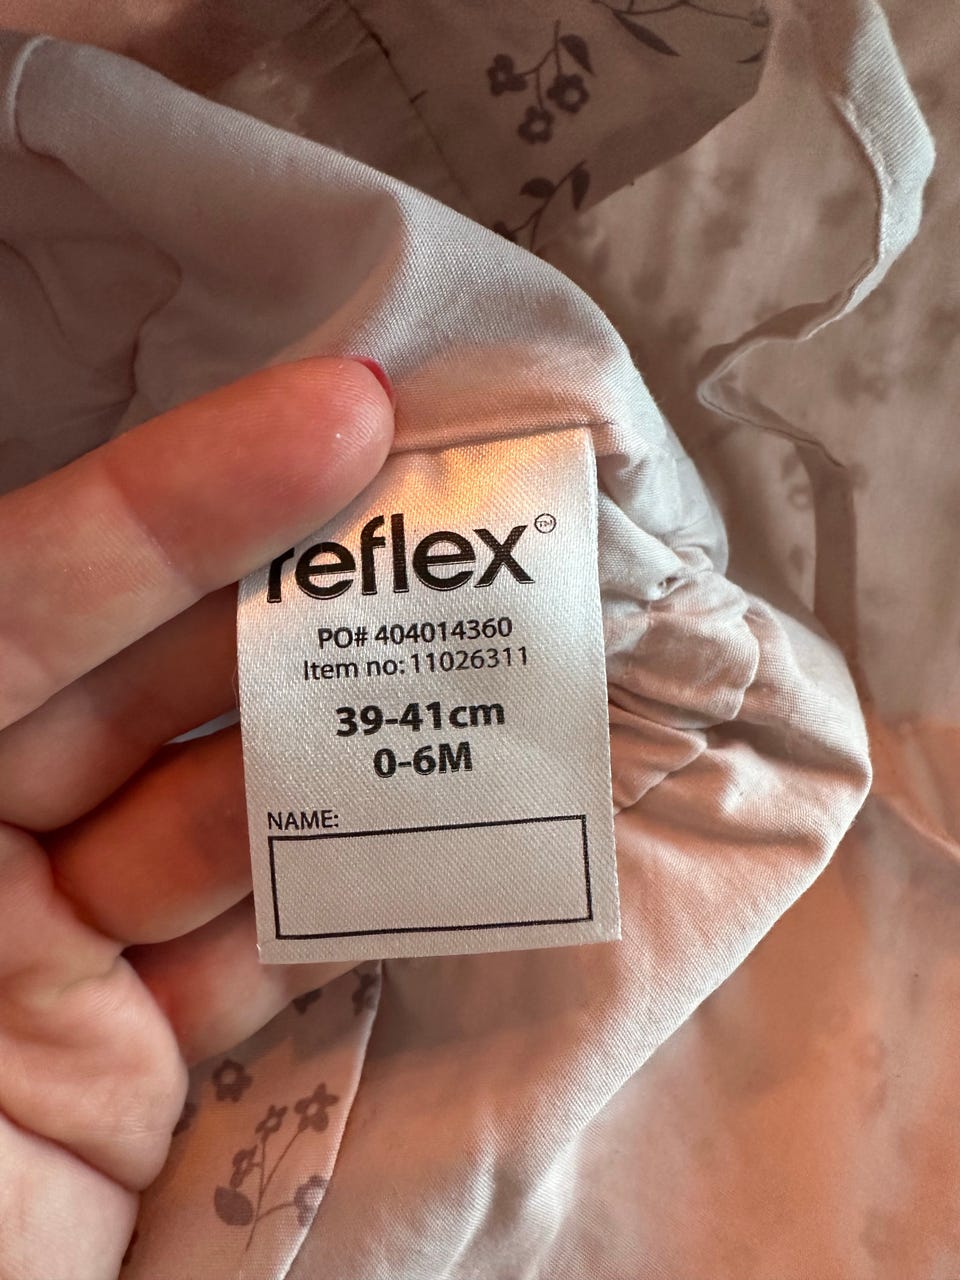 reflex™
PO# 404014360
Item no: 11026311
39-41cm
0-6M
NAME: